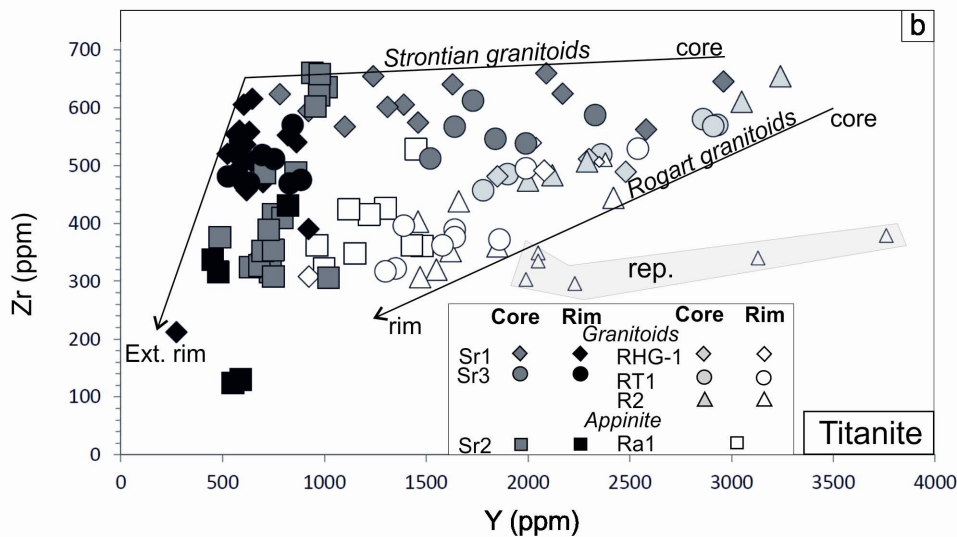 b
700
600
500
400
300
200
100
0
Zr (ppm)
Strontian granitoids
core
Rogart granitoids
core
rep.
rim
Ext. rim
Core Rim Core Rim
Granitoids
Sr1 RHG-1
Sr3 RT1
R2
Appinite
Sr2 Ra1
Titanite
0 500 1000 1500 2000 2500 3000 3500 4000
Y (ppm)